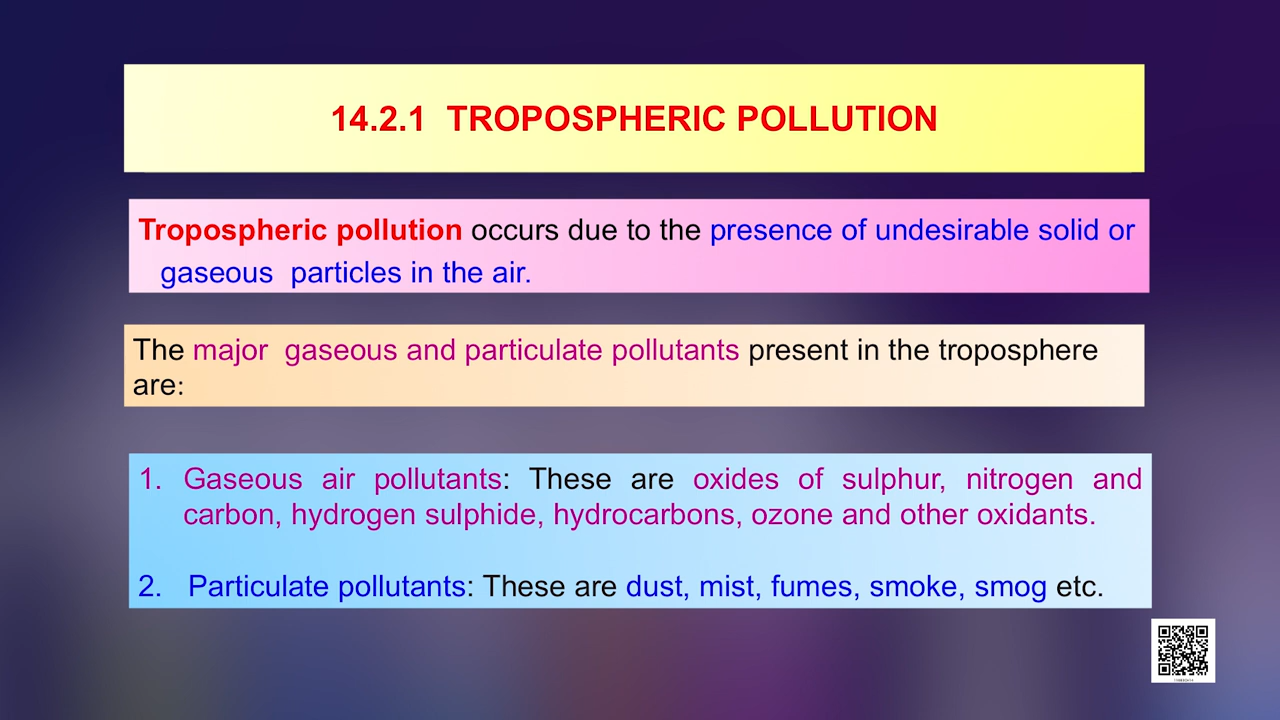 14.2.1 TROPOSPHERIC POLLUTION
Tropospheric pollution occurs due to the presence of undesirable solid or
gaseous particles in the air.
The major gaseous and particulate pollutants present in the troposphere
are:
1. Gaseous air pollutants: These are oxides of sulphur, nitrogen and
carbon, hydrogen sulphide, hydrocarbons, ozone and other oxidants.
2. Particulate pollutants: These are dust, mist, fumes, smoke, smog etc.